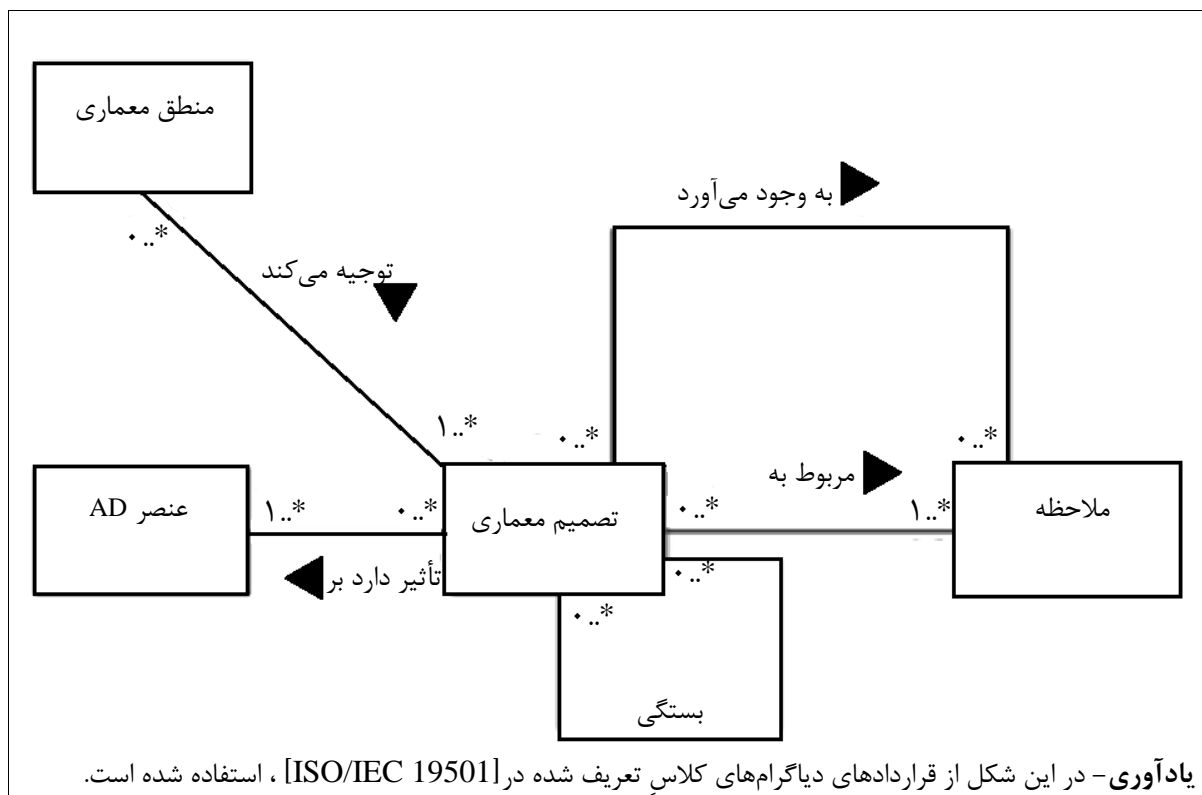 منطق معماری
به وجود می‌آورد
۰..*
توجیه می‌کند
۱..*
۰..*
۰..*
مربوط به
عنصر AD
۱..*
۰..*
تصمیم معماری
۰..*
۱..*
ملاحظه
تأثیر دارد بر
۰..*
۰..*
بستگی
یادآوری- در این شکل از قراردادهای دیاگرام‌های کلاسِ تعریف شده در [ISO/IEC 19501] ، استفاده شده است.